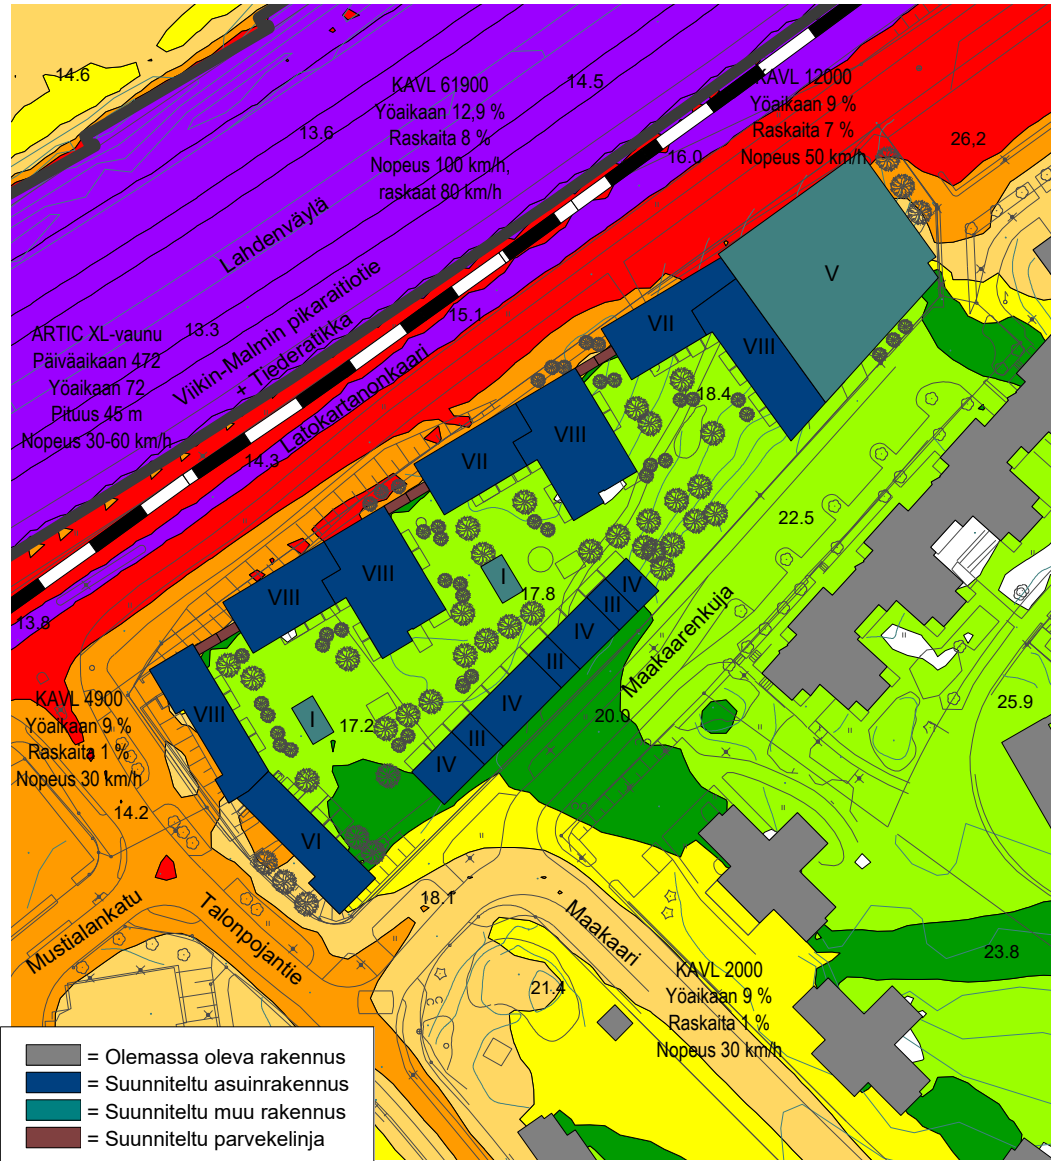 14.6
KAVL 61900
Yöaikaan 12,9 %
Raskaita 8 %
Nopeus 100 km/h,
raskaat 80 km/h
14.5
13.6
KAVL 12000
Yöaikaan 9 %
Raskaita 7 %
Nopeus 50 km/h
26,2
16.0
Lahdenväylä
V
13.3
15.1
ARTIC XL-vaunu
Päiväaikaan 472
Yöaikaan 72
Pituus 45 m
Nopeus 30-60 km/h
Viikin-Malmin pikaraitiotie
+ Tiederatikka
Latokartanonkaari
VII
VIII
18.4
VIII
VII
14.3
22.5
VIII
VIII
I
17.8
IV
III
IV
III
IV
III
IV
13.8
Maakaarenkuja
20.0
25.9
KAVL 4900
Yöaikaan 9 %
Raskaita 1 %
Nopeus 30 km/h
VIII
I
17.2
14.2
VI
18.1
Mustialankatu
Talonpojantie
Maakaari
21.4
23.8
KAVL 2000
Yöaikaan 9 %
Raskaita 1 %
Nopeus 30 km/h
= Olemassa oleva rakennus
= Suunniteltu asuinrakennus
= Suunniteltu muu rakennus
= Suunniteltu parvekelinja